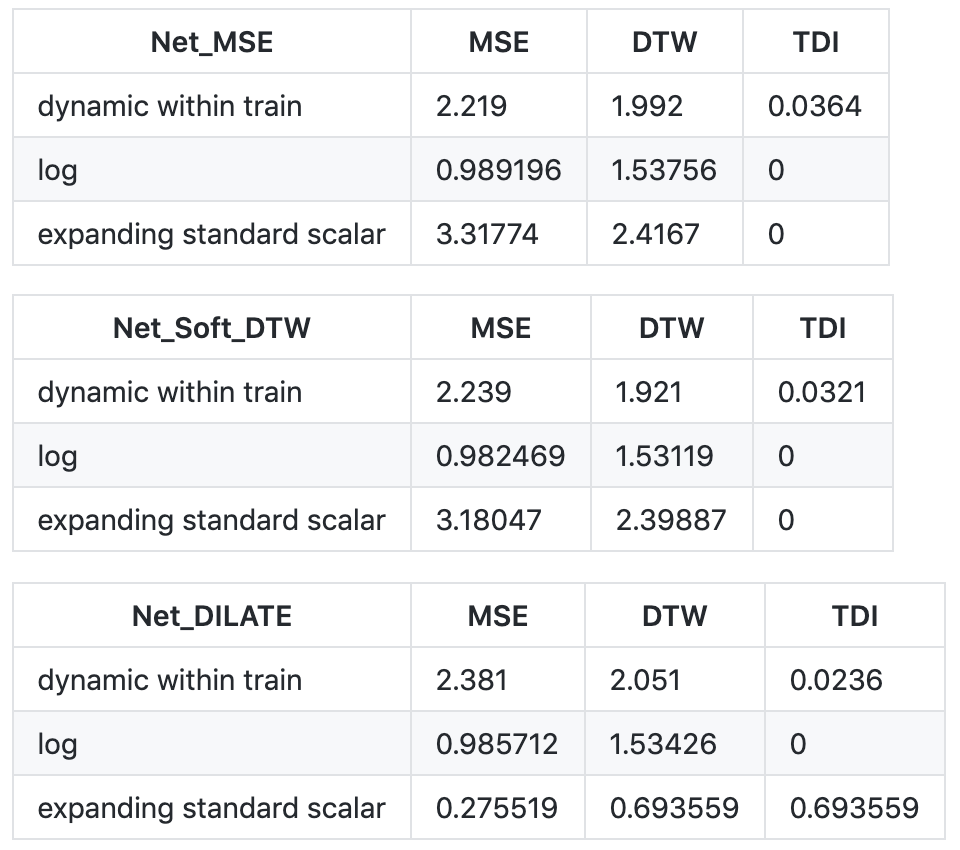 Net_MSE MSE DTW TDI
dynamic within train 2.219 1.992 0.0364
log 0.989196 1.53756 0
expanding standard scalar 3.31774 2.4167 0
Net_Soft_DTW MSE DTW TDI
dynamic within train 2.239 1.921 0.0321
log 0.982469 1.53119 0
expanding standard scalar 3.18047 2.39887 0
Net_DILATE MSE DTW TDI
dynamic within train 2.381 2.051 0.0236
log 0.985712 1.53426 0
expanding standard scalar 0.275519 0.693559 0.693559